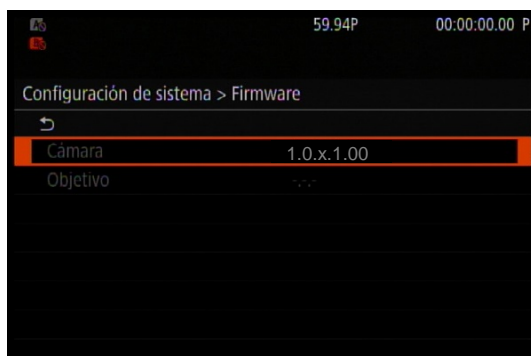 A
59.94P 00:00:00.00 P
B
Configuración de sistema > Firmware
Cámara 1.0.x.1.00
Objetivo -.-.-